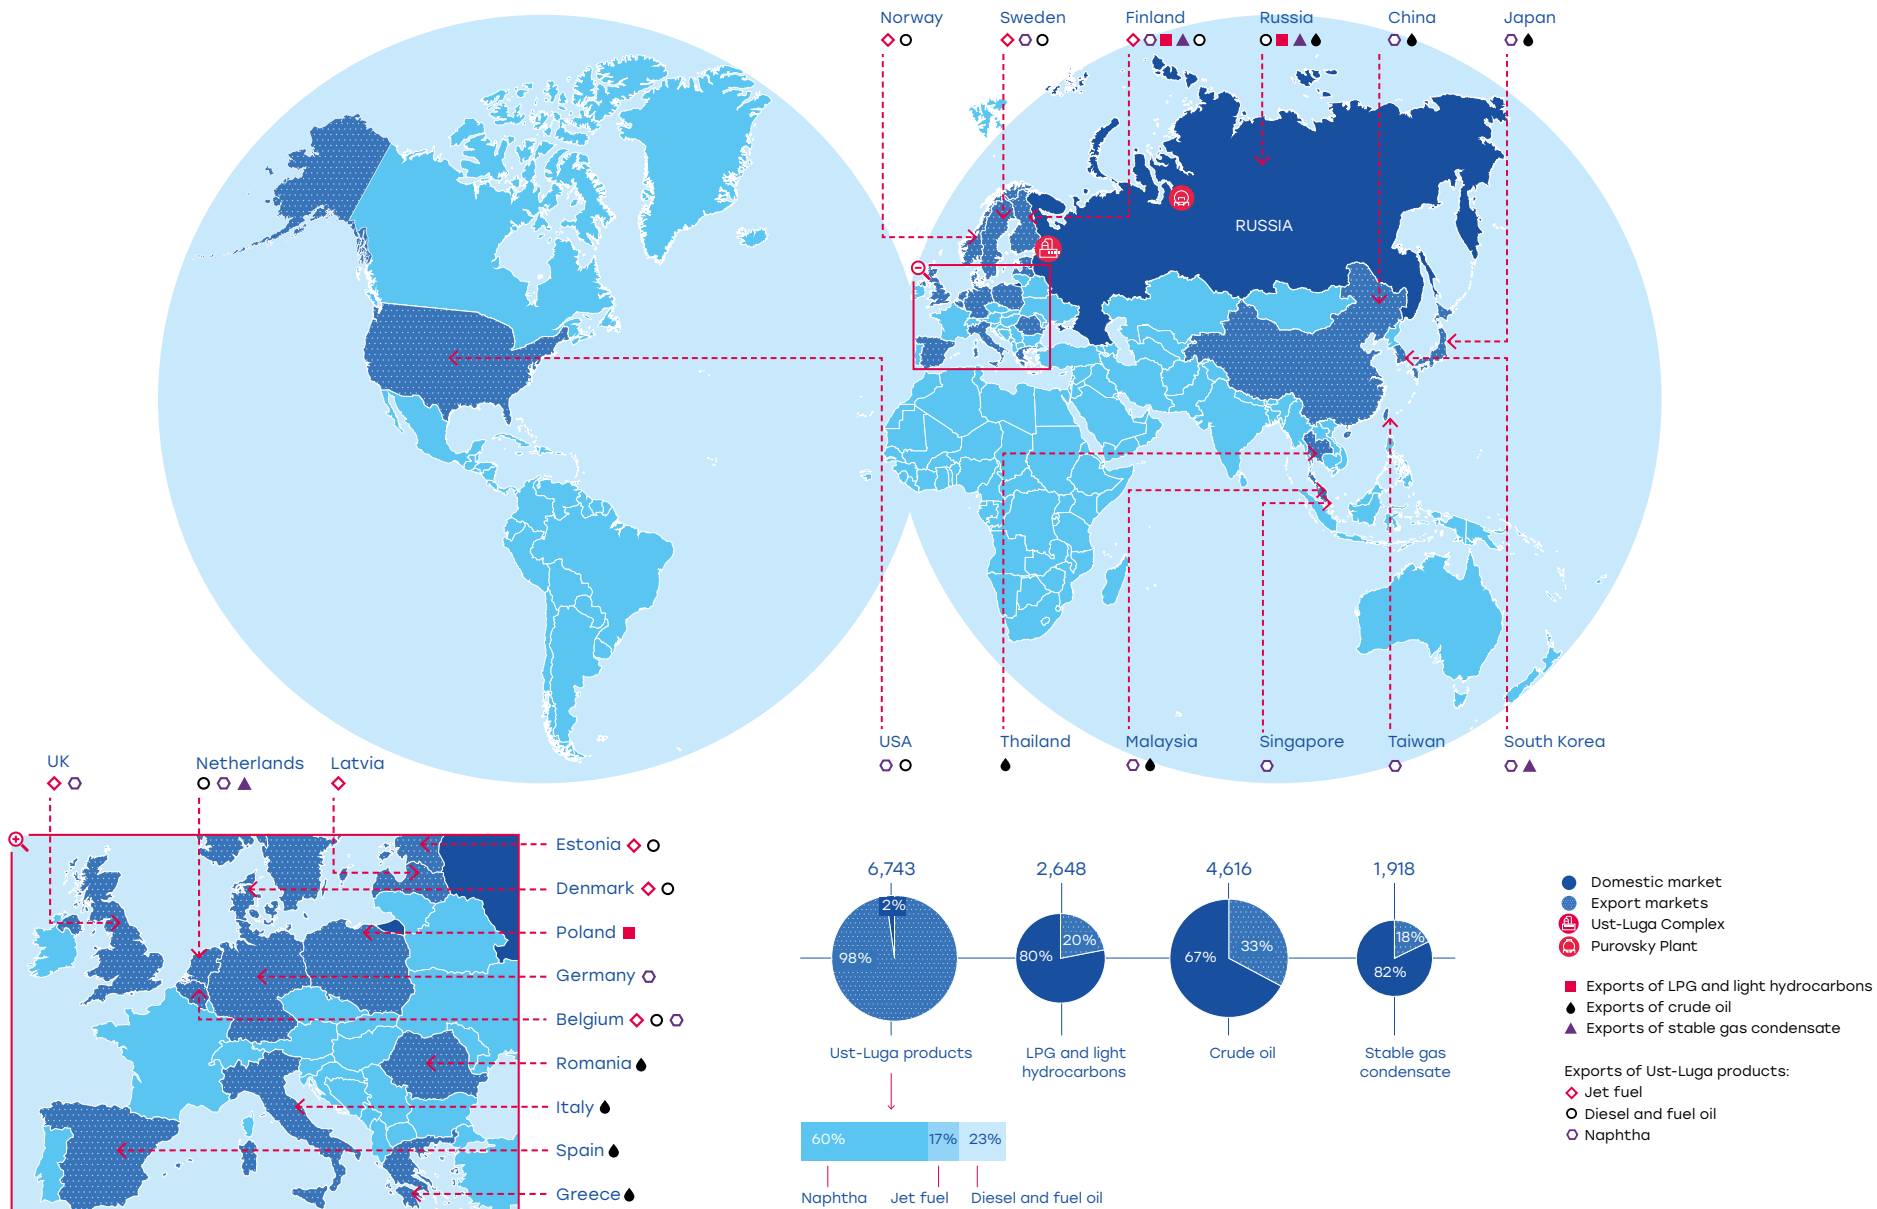 Norway
Sweden
Finland
Russia
China
Japan
RUSSIA
USA
Thailand
Malaysia
Singapore
Taiwan
South Korea
UK
Netherlands
Latvia
Estonia
Denmark
Poland
Germany
Belgium
Romania
Italy
Spain
Greece
6,743
2,648
4,616
1,918
2%
98%
20%
80%
33%
67%
18%
82%
Ust-Luga products
LPG and light
hydrocarbons
Crude oil
Stable gas
condensate
60%
17%
23%
Naphtha
Jet fuel
Diesel and fuel oil
Domestic market
Export markets
Ust-Luga Complex
Purovsky Plant
Exports of LPG and light hydrocarbons
Exports of crude oil
Exports of stable gas condensate
Exports of Ust-Luga products:
Jet fuel
Diesel and fuel oil
Naphtha